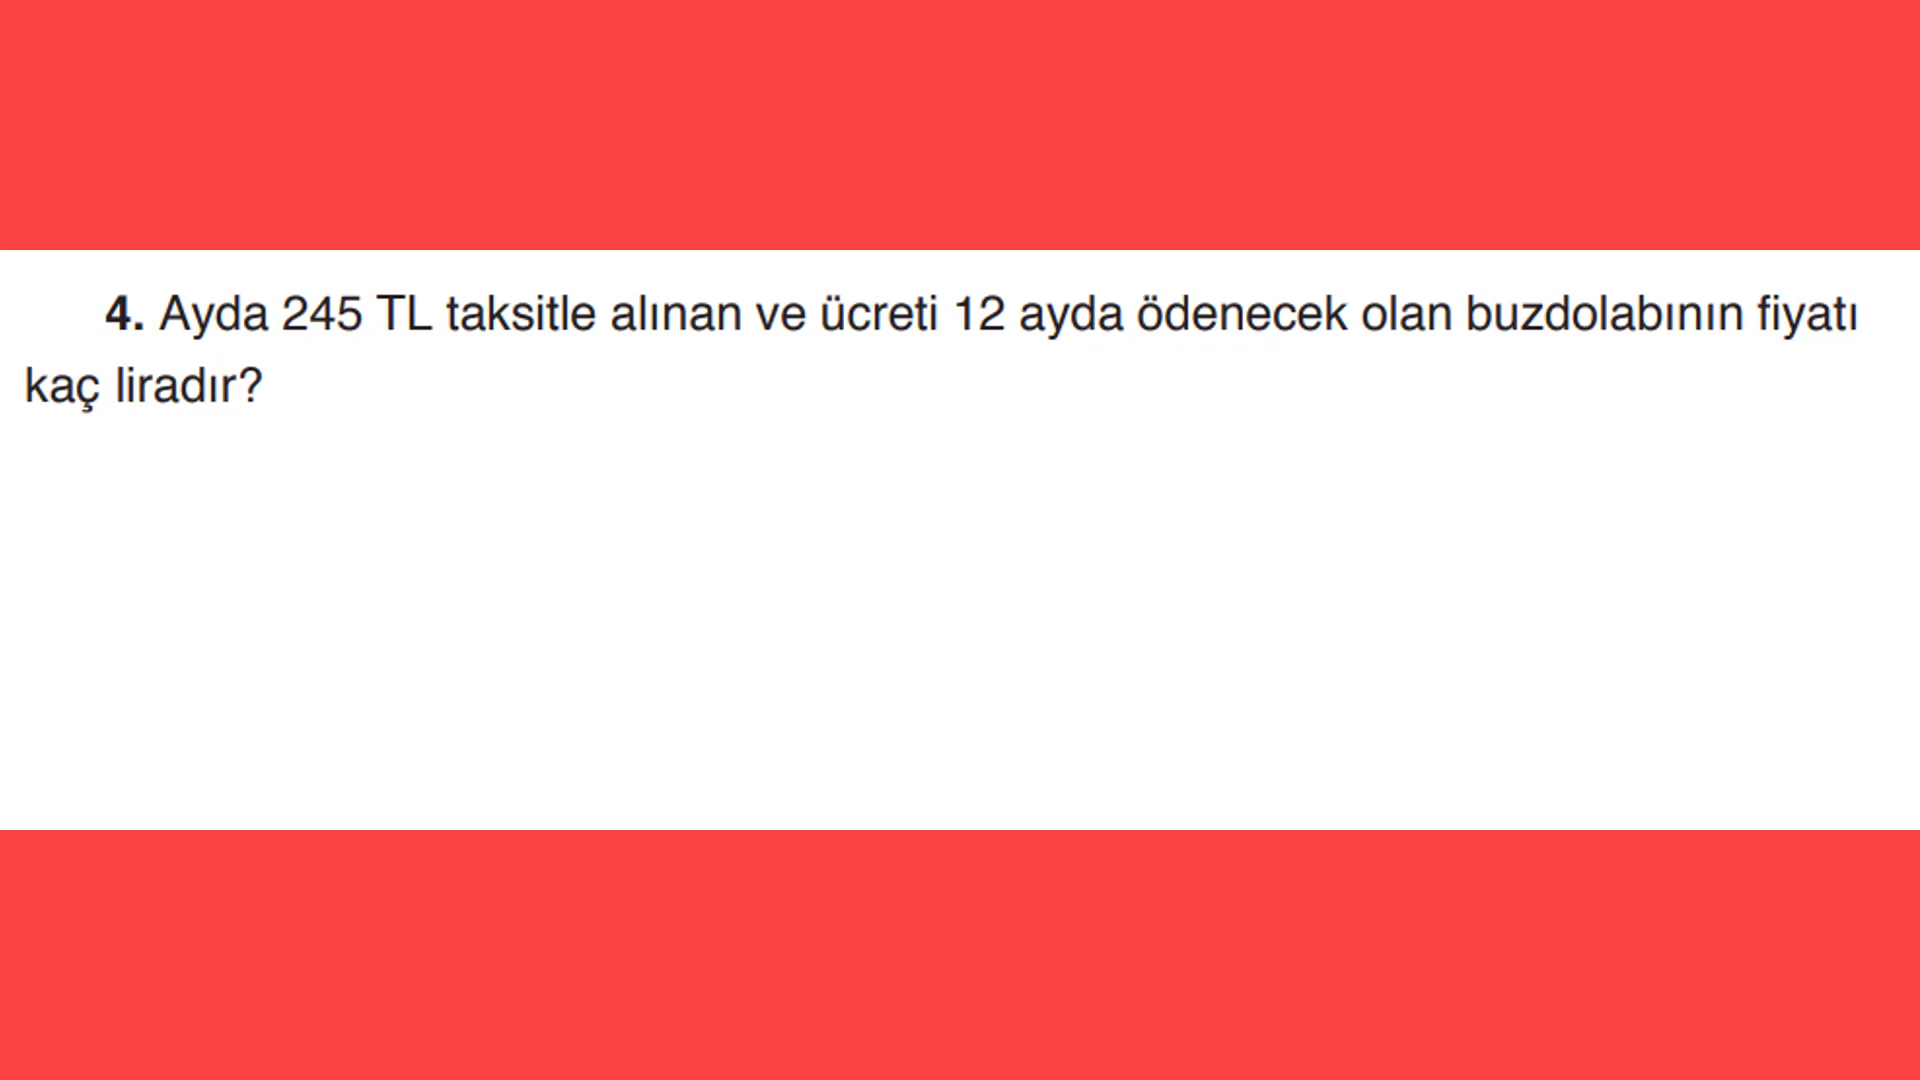 4. Ayda 245 TL taksitle alınan ve ücreti 12 ayda ödenecek olan buzdolabının fiyatı
kaç liradır?